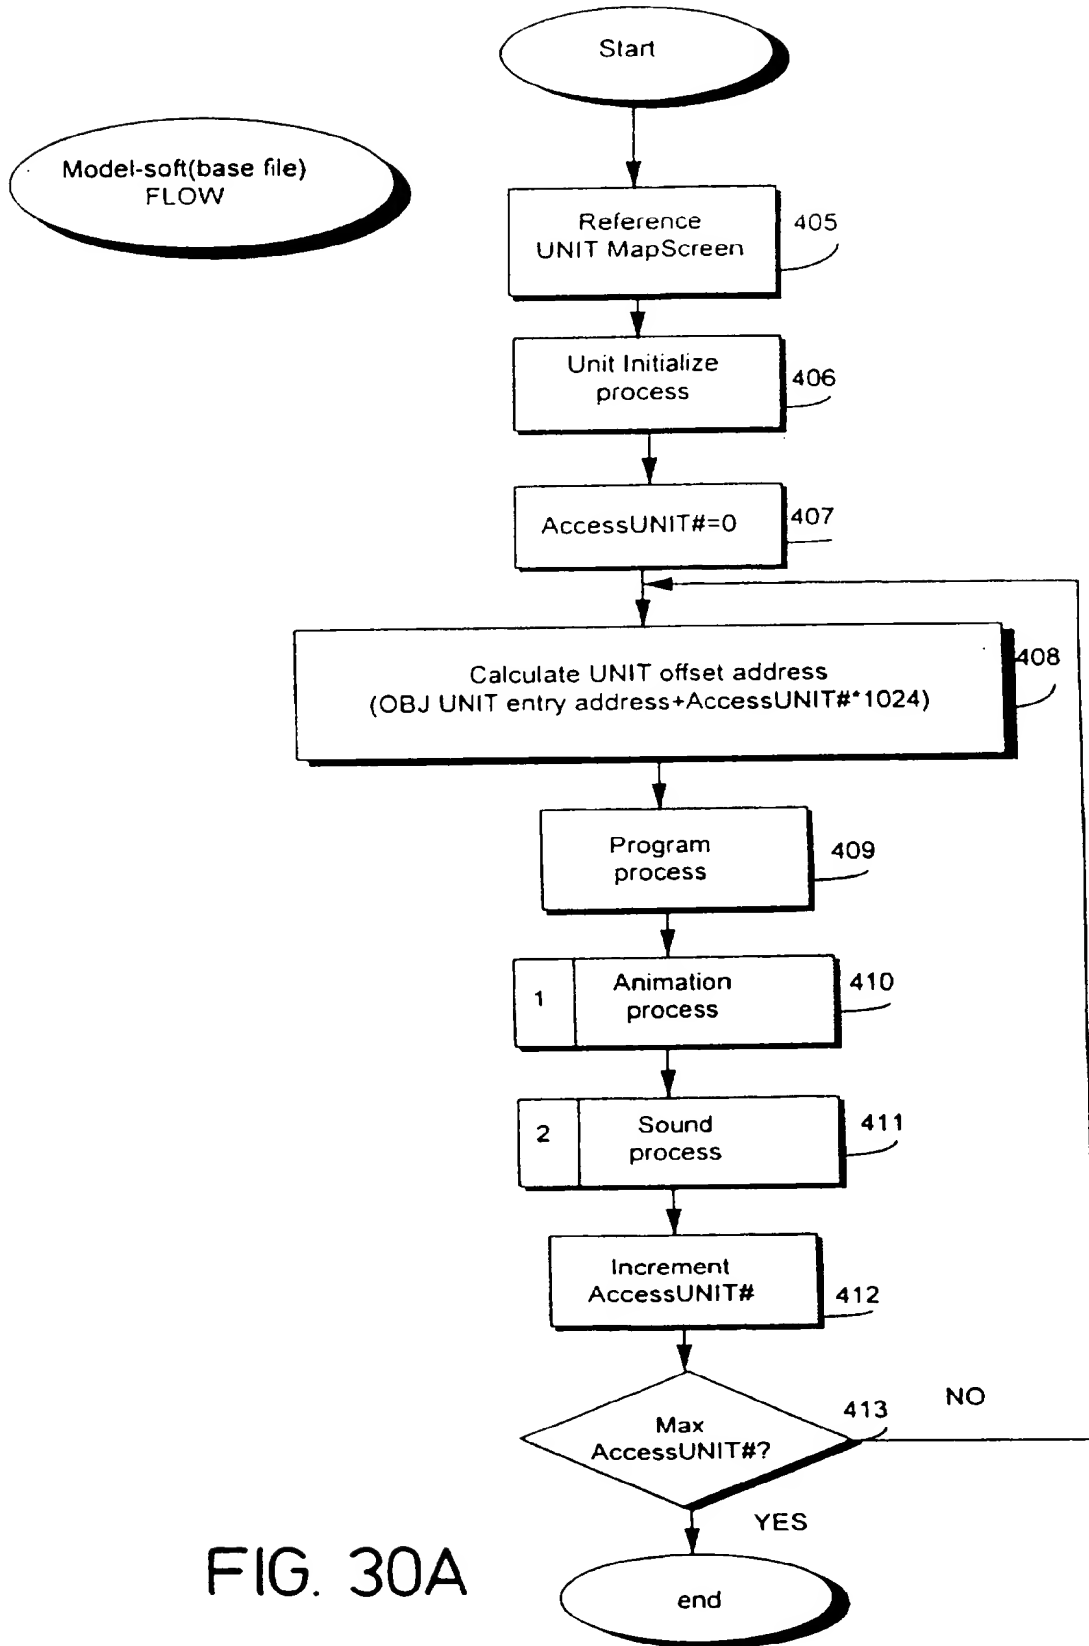 Start
Model-soft(base file)
FLOW
Reference
UNIT MapScreen
405
Unit Initialize
process
406
AccessUNIT#=0
407
Calculate UNIT offset address
(OBJ UNIT entry address+AccessUNIT#*1024)
408
Program
process
409
1
Animation
process
410
2
Sound
process
411
Increment
AccessUNIT#
412
Max
AccessUNIT#?
413
NO
YES
end
FIG. 30A